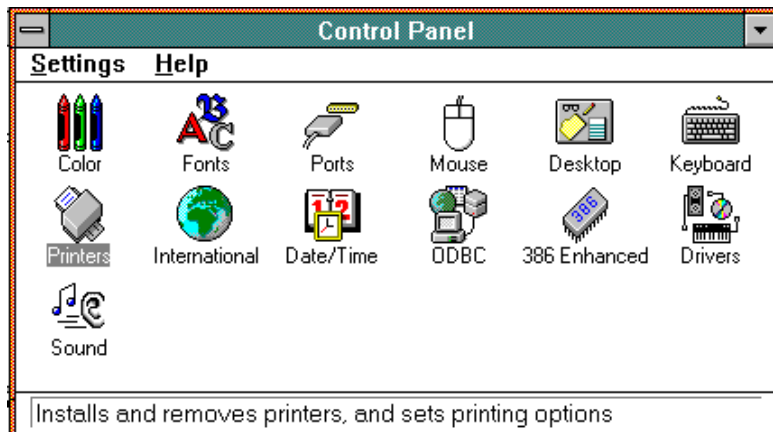 Control Panel
Settings Help
Color Fonts Ports Mouse Desktop Keyboard
386
Printers International Date/Time ODBC 386 Enhanced Drivers
Sound
Installs and removes printers, and sets printing options